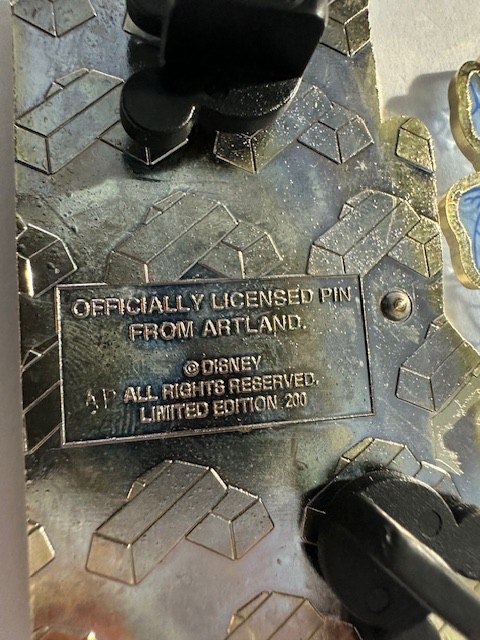 OFFICIALLY LICENSED PIN
FROM ARTLAND.
© DISNEY
AP ALL RIGHTS RESERVED.
LIMITED EDITION 200